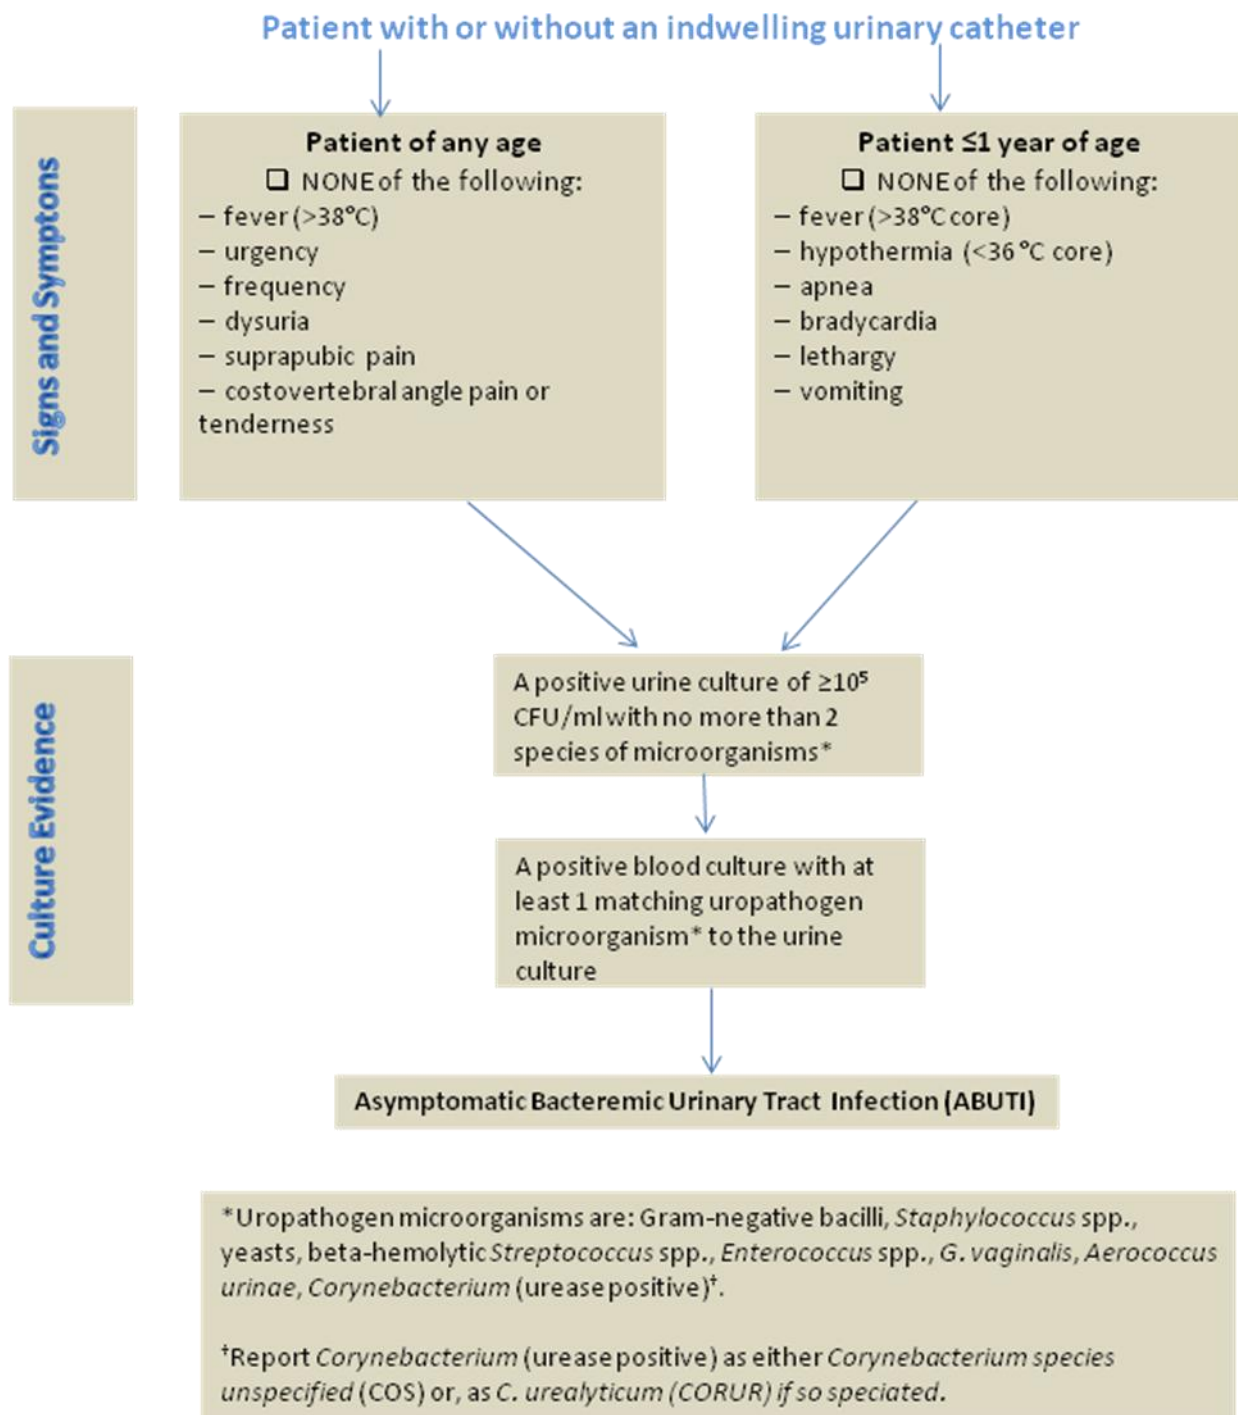 Patient with or without an indwelling urinary catheter
Signs and Symptoms
Patient of any age
❑ NONE of the following:
– fever (>38°C)
– urgency
– frequency
– dysuria
– suprapubic pain
– costovertebral angle pain or
tenderness
Patient ≤1 year of age
❑ NONE of the following:
– fever (>38°C core)
– hypothermia (<36 °C core)
– apnea
– bradycardia
– lethargy
– vomiting
Culture Evidence
A positive urine culture of ≥10⁵
CFU/ml with no more than 2
species of microorganisms*
A positive blood culture with at
least 1 matching uropathogen
microorganism* to the urine
culture
Asymptomatic Bacteremic Urinary Tract Infection (ABUTI)
*Uropathogen microorganisms are: Gram-negative bacilli, Staphylococcus spp.,
yeasts, beta-hemolytic Streptococcus spp., Enterococcus spp., G. vaginalis, Aerococcus
urinae, Corynebacterium (urease positive)†.
†Report Corynebacterium (urease positive) as either Corynebacterium species
unspecified (COS) or, as C. urealyticum (CORUR) if so speciated.